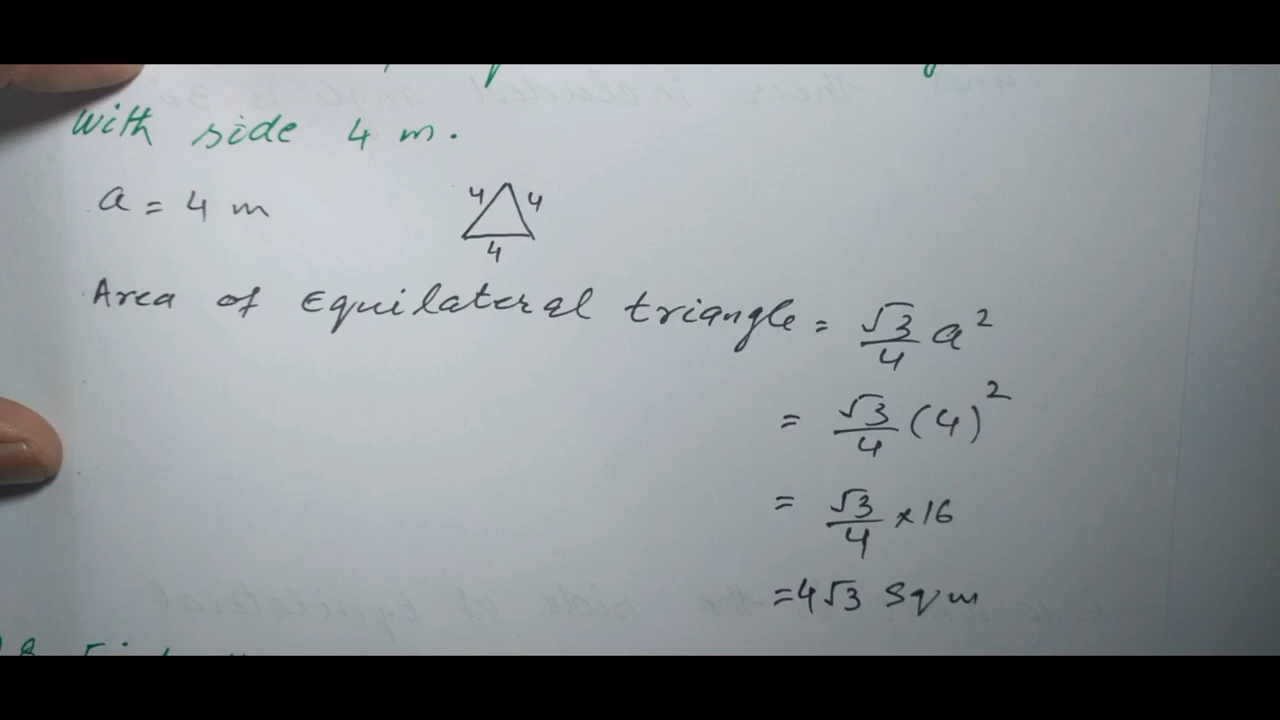 with side 4 m.
a = 4 m
4 4
4
Area of Equilateral triangle = √3/4 a²
= √3/4 (4)²
= √3/4 × 16
= 4√3 Sqm